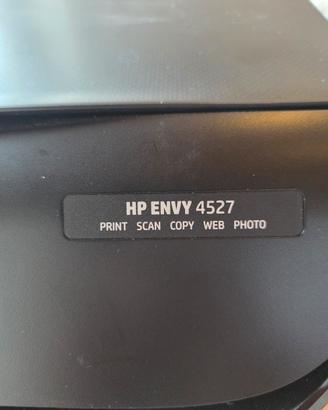 HP ENVY 4527
PRINT SCAN COPY WEB PHOTO